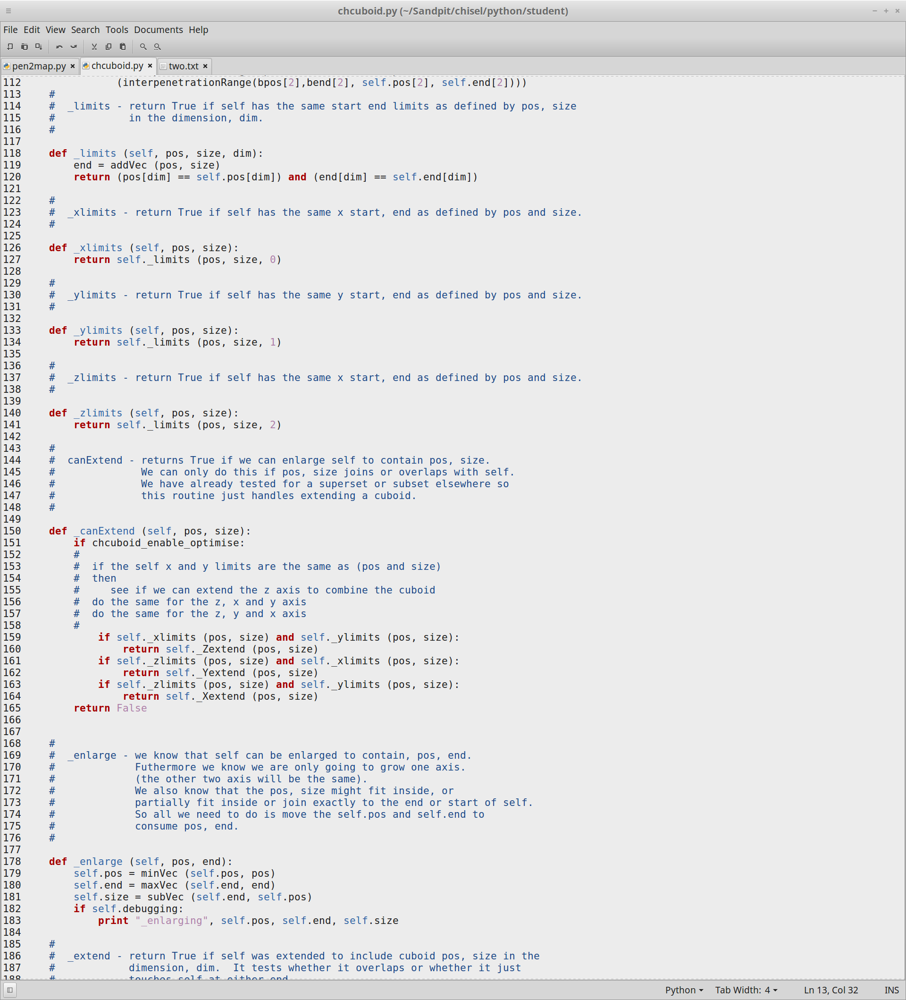 chcuboid.py (~/Sandpit/chisel/python/student)
File Edit View Search Tools Documents Help
pen2map.py chcuboid.py two.txt
112                (interpenetrationRange(bpos[2],bend[2], self.pos[2], self.end[2])))
113     #
114     #  _limits - return True if self has the same start end limits as defined by pos, size
115     #            in the dimension, dim.
116     #
117
118     def _limits (self, pos, size, dim):
119         end = addVec (pos, size)
120         return (pos[dim] == self.pos[dim]) and (end[dim] == self.end[dim])
121
122     #
123     #  _xlimits - return True if self has the same x start, end as defined by pos and size.
124     #
125
126     def _xlimits (self, pos, size):
127         return self._limits (pos, size, 0)
128
129     #
130     #  _ylimits - return True if self has the same y start, end as defined by pos and size.
131     #
132
133     def _ylimits (self, pos, size):
134         return self._limits (pos, size, 1)
135
136     #
137     #  _zlimits - return True if self has the same x start, end as defined by pos and size.
138     #
139
140     def _zlimits (self, pos, size):
141         return self._limits (pos, size, 2)
142
143     #
144     #  canExtend - returns True if we can enlarge self to contain pos, size.
145     #              We can only do this if pos, size joins or overlaps with self.
146     #              We have already tested for a superset or subset elsewhere so
147     #              this routine just handles extending a cuboid.
148     #
149
150     def _canExtend (self, pos, size):
151         if chcuboid_enable_optimise:
152         #
153         #  if the self x and y limits are the same as (pos and size)
154         #  then
155         #     see if we can extend the z axis to combine the cuboid
156         #  do the same for the z, x and y axis
157         #  do the same for the z, y and x axis
158         #
159             if self._xlimits (pos, size) and self._ylimits (pos, size):
160                 return self._Zextend (pos, size)
161             if self._zlimits (pos, size) and self._xlimits (pos, size):
162                 return self._Yextend (pos, size)
163             if self._zlimits (pos, size) and self._ylimits (pos, size):
164                 return self._Xextend (pos, size)
165         return False
166
167
168     #
169     #  _enlarge - we know that self can be enlarged to contain, pos, end.
170     #             Futhermore we know we are only going to grow one axis.
171     #             (the other two axis will be the same).
172     #             We also know that the pos, size might fit inside, or
173     #             partially fit inside or join exactly to the end or start of self.
174     #             So all we need to do is move the self.pos and self.end to
175     #             consume pos, end.
176     #
177
178     def _enlarge (self, pos, end):
179         self.pos = minVec (self.pos, pos)
180         self.end = maxVec (self.end, end)
181         self.size = subVec (self.end, self.pos)
182         if self.debugging:
183             print "_enlarging", self.pos, self.end, self.size
184
185     #
186     #  _extend - return True if self was extended to include cuboid pos, size in the
187     #            dimension, dim.  It tests whether it overlaps or whether it just
188     #            touches self at either end
Python Tab Width: 4 Ln 13, Col 32 INS